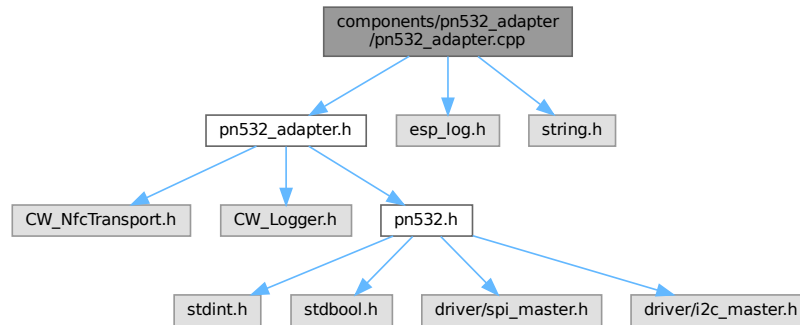 components/pn532_adapter
/pn532_adapter.cpp
pn532_adapter.h
esp_log.h
string.h
CW_NfcTransport.h
CW_Logger.h
pn532.h
stdint.h
stdbool.h
driver/spi_master.h
driver/i2c_master.h